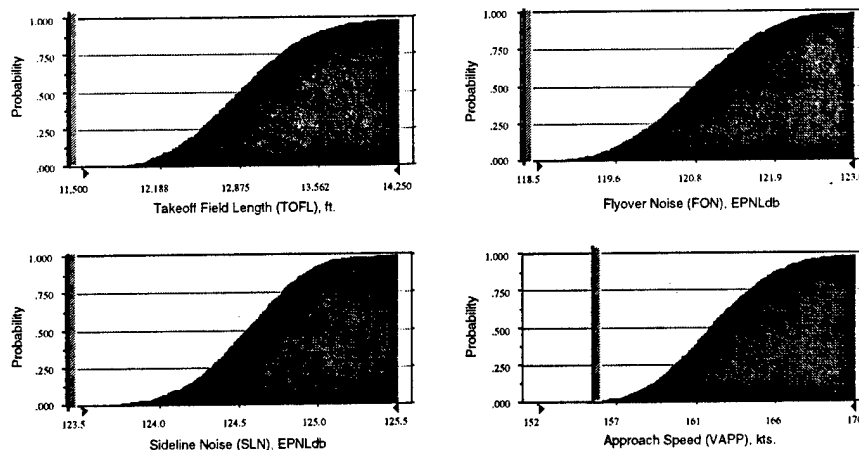 1.000
.750
.500
.250
.000
Probability
11,500 12.188 12.875 13.562 14.250
Takeoff Field Length (TOFL), ft.
1.000
.750
.500
.250
.000
Probability
118.5 119.6 120.8 121.9 123.
Flyover Noise (FON), EPNLdb
1.000
.750
.500
.250
.000
Probability
123.5 124.0 124.5 125.0 125.5
Sideline Noise (SLN), EPNLdb
1.000
.750
.500
.250
.000
Probability
152 157 161 166 170
Approach Speed (VAPP), kts.